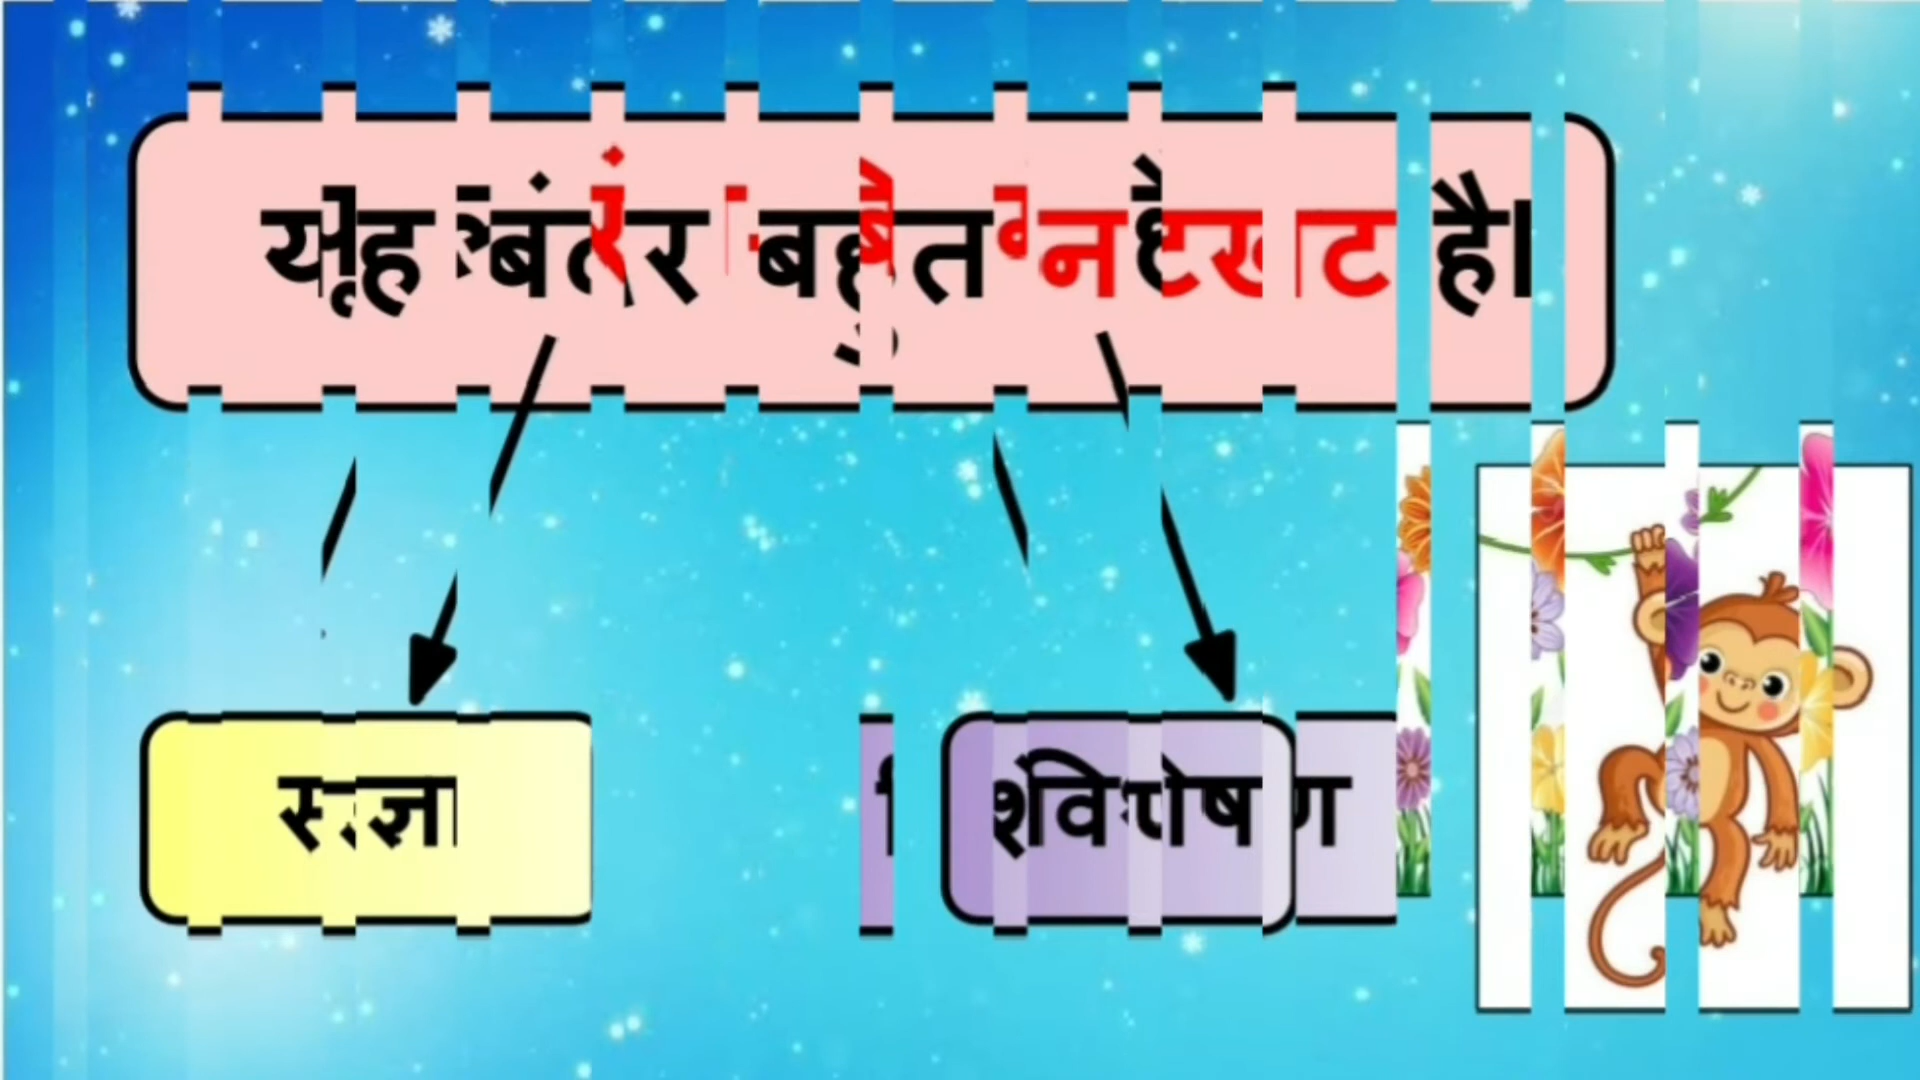 यह बंदर बहुत नटखट है।
संज्ञा
विशेषण